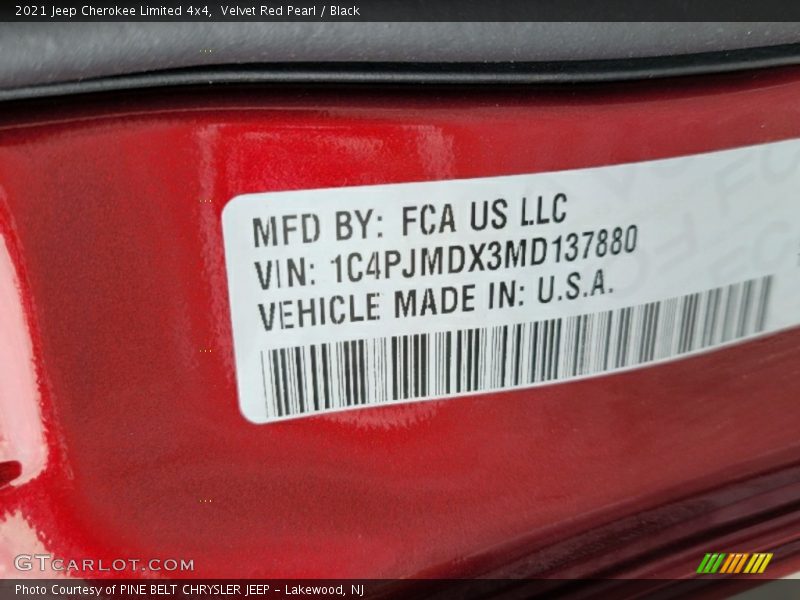 2021 Jeep Cherokee Limited 4x4, Velvet Red Pearl / Black
MFD BY: FCA US LLC
VIN: 1C4PJMDX3MD137880
VEHICLE MADE IN: U.S.A.
GTCARLOT.COM
Photo Courtesy of PINE BELT CHRYSLER JEEP - Lakewood, NJ